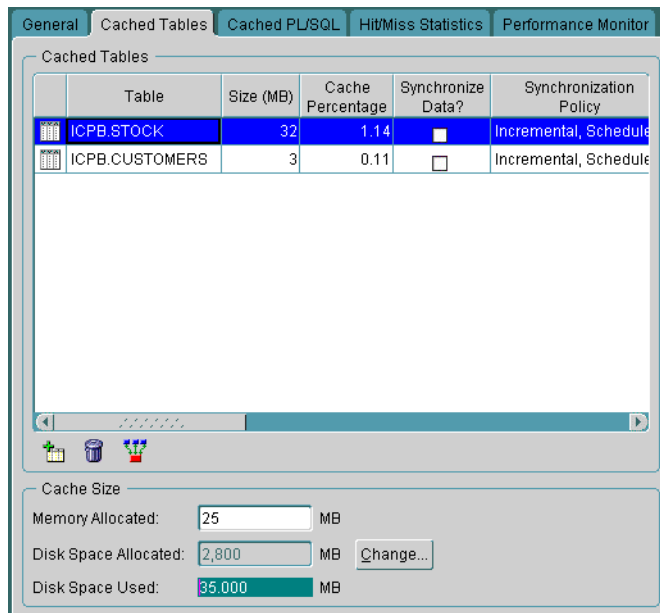 General Cached Tables Cached PL/SQL Hit/Miss Statistics Performance Monitor
Cached Tables
Table Size (MB) Cache Percentage Synchronize Data? Synchronization Policy
ICPB.STOCK 32 1.14 Incremental, Schedule
ICPB.CUSTOMERS 3 0.11 Incremental, Schedule
Cache Size
Memory Allocated: 25 MB
Disk Space Allocated: 2,800 MB Change...
Disk Space Used: 35.000 MB